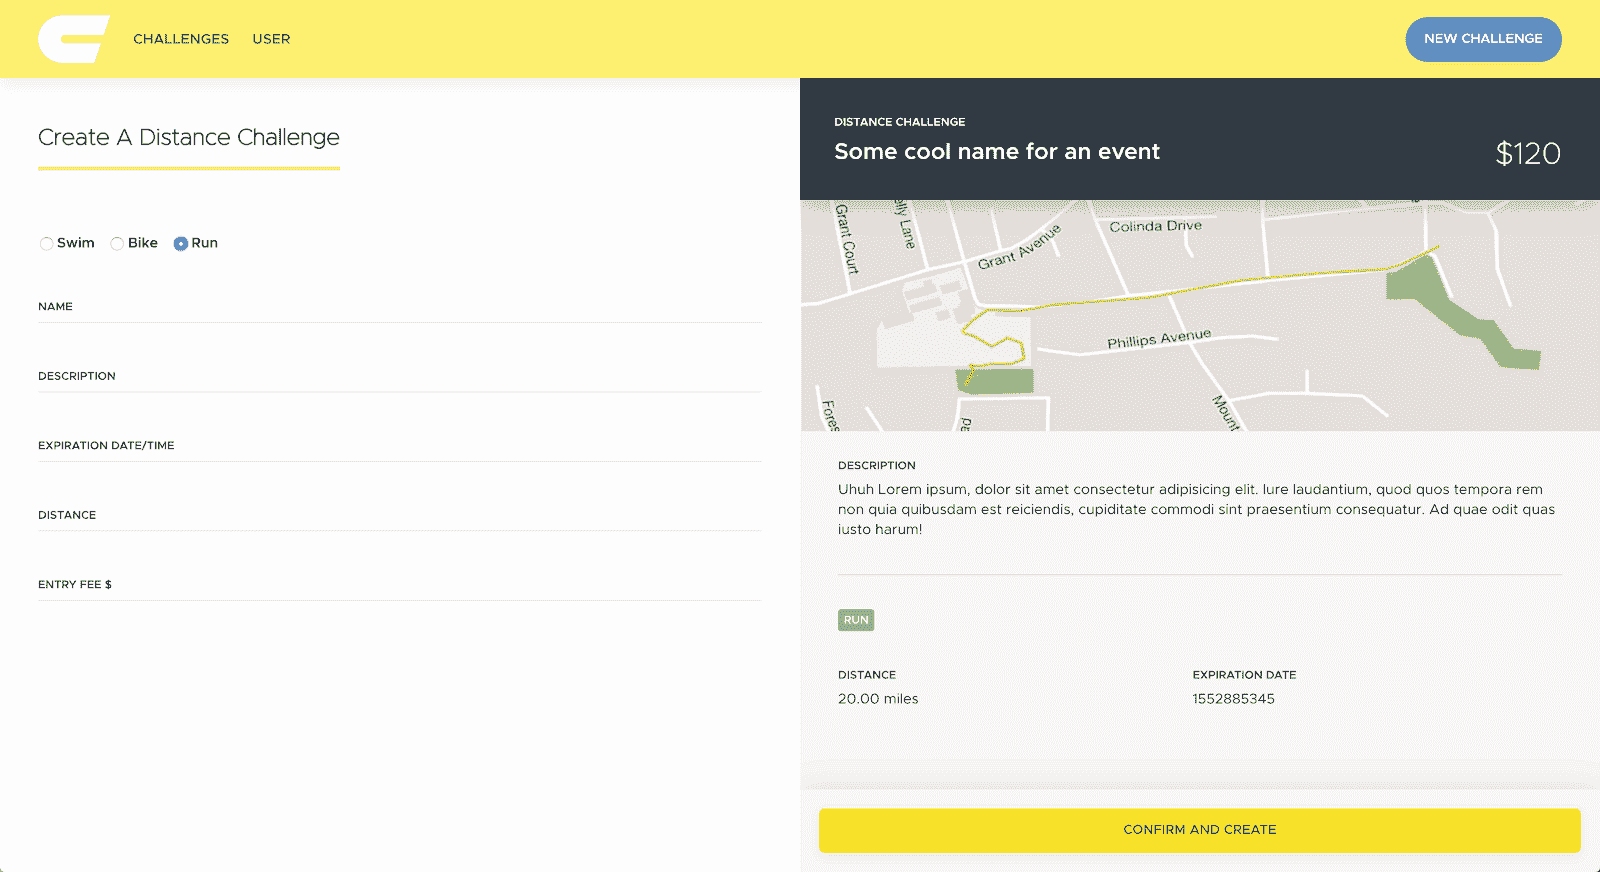 CHALLENGES USER
NEW CHALLENGE
Create A Distance Challenge
Swim Bike Run
NAME
DESCRIPTION
EXPIRATION DATE/TIME
DISTANCE
ENTRY FEE $
DISTANCE CHALLENGE
Some cool name for an event
$120
Grant Court
elly Lane
Grant Avenue
Colinda Drive
Phillips Avenue
Fores
Mount
DESCRIPTION
Uhuh Lorem ipsum, dolor sit amet consectetur adipisicing elit. Iure laudantium, quod quos tempora rem
non quia quibusdam est reiciendis, cupiditate commodi sint praesentium consequatur. Ad quae odit quas
iusto harum!
RUN
DISTANCE EXPIRATION DATE
20.00 miles 1552885345
CONFIRM AND CREATE